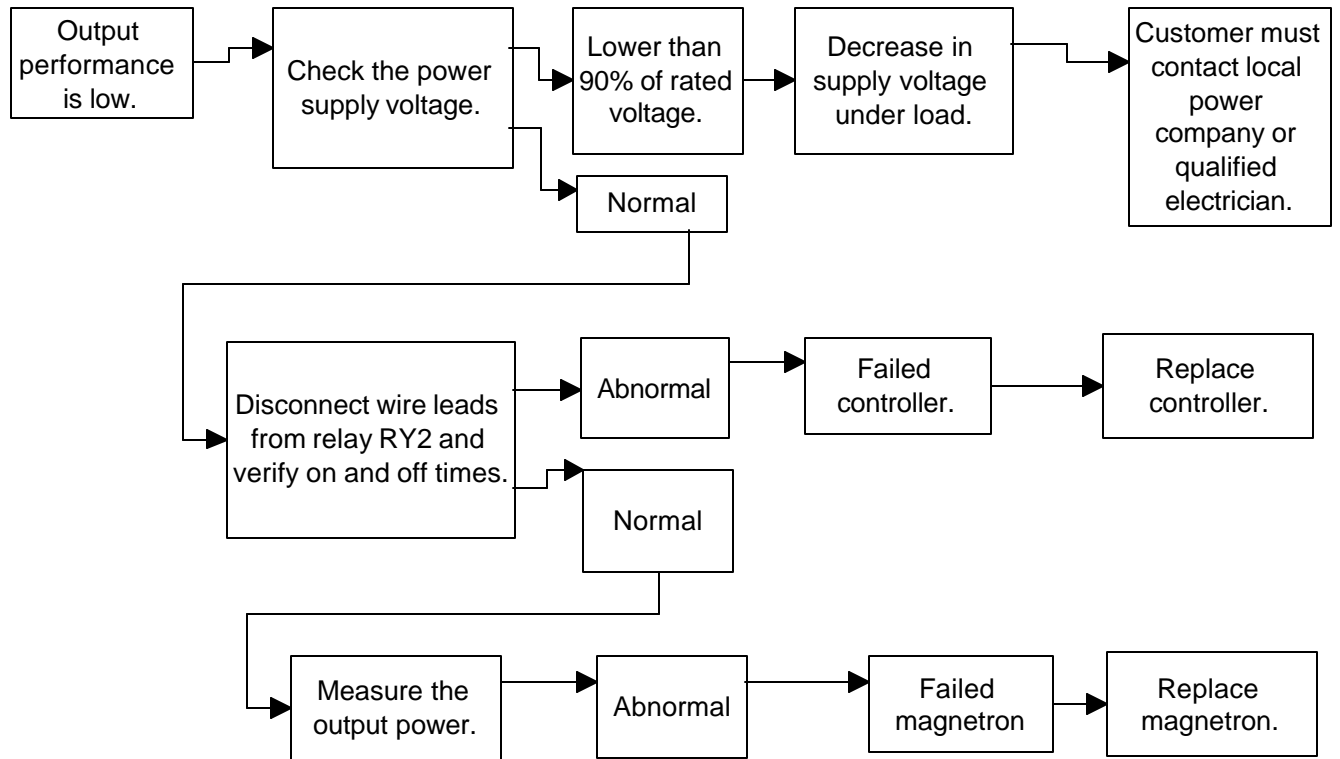 Output
performance
is low.
Check the power
supply voltage.
Lower than
90% of rated
voltage.
Decrease in
supply voltage
under load.
Customer must
contact local
power
company or
qualified
electrician.
Normal
Disconnect wire leads
from relay RY2 and
verify on and off times.
Abnormal
Failed
controller.
Replace
controller.
Normal
Measure the
output power.
Abnormal
Failed
magnetron
Replace
magnetron.